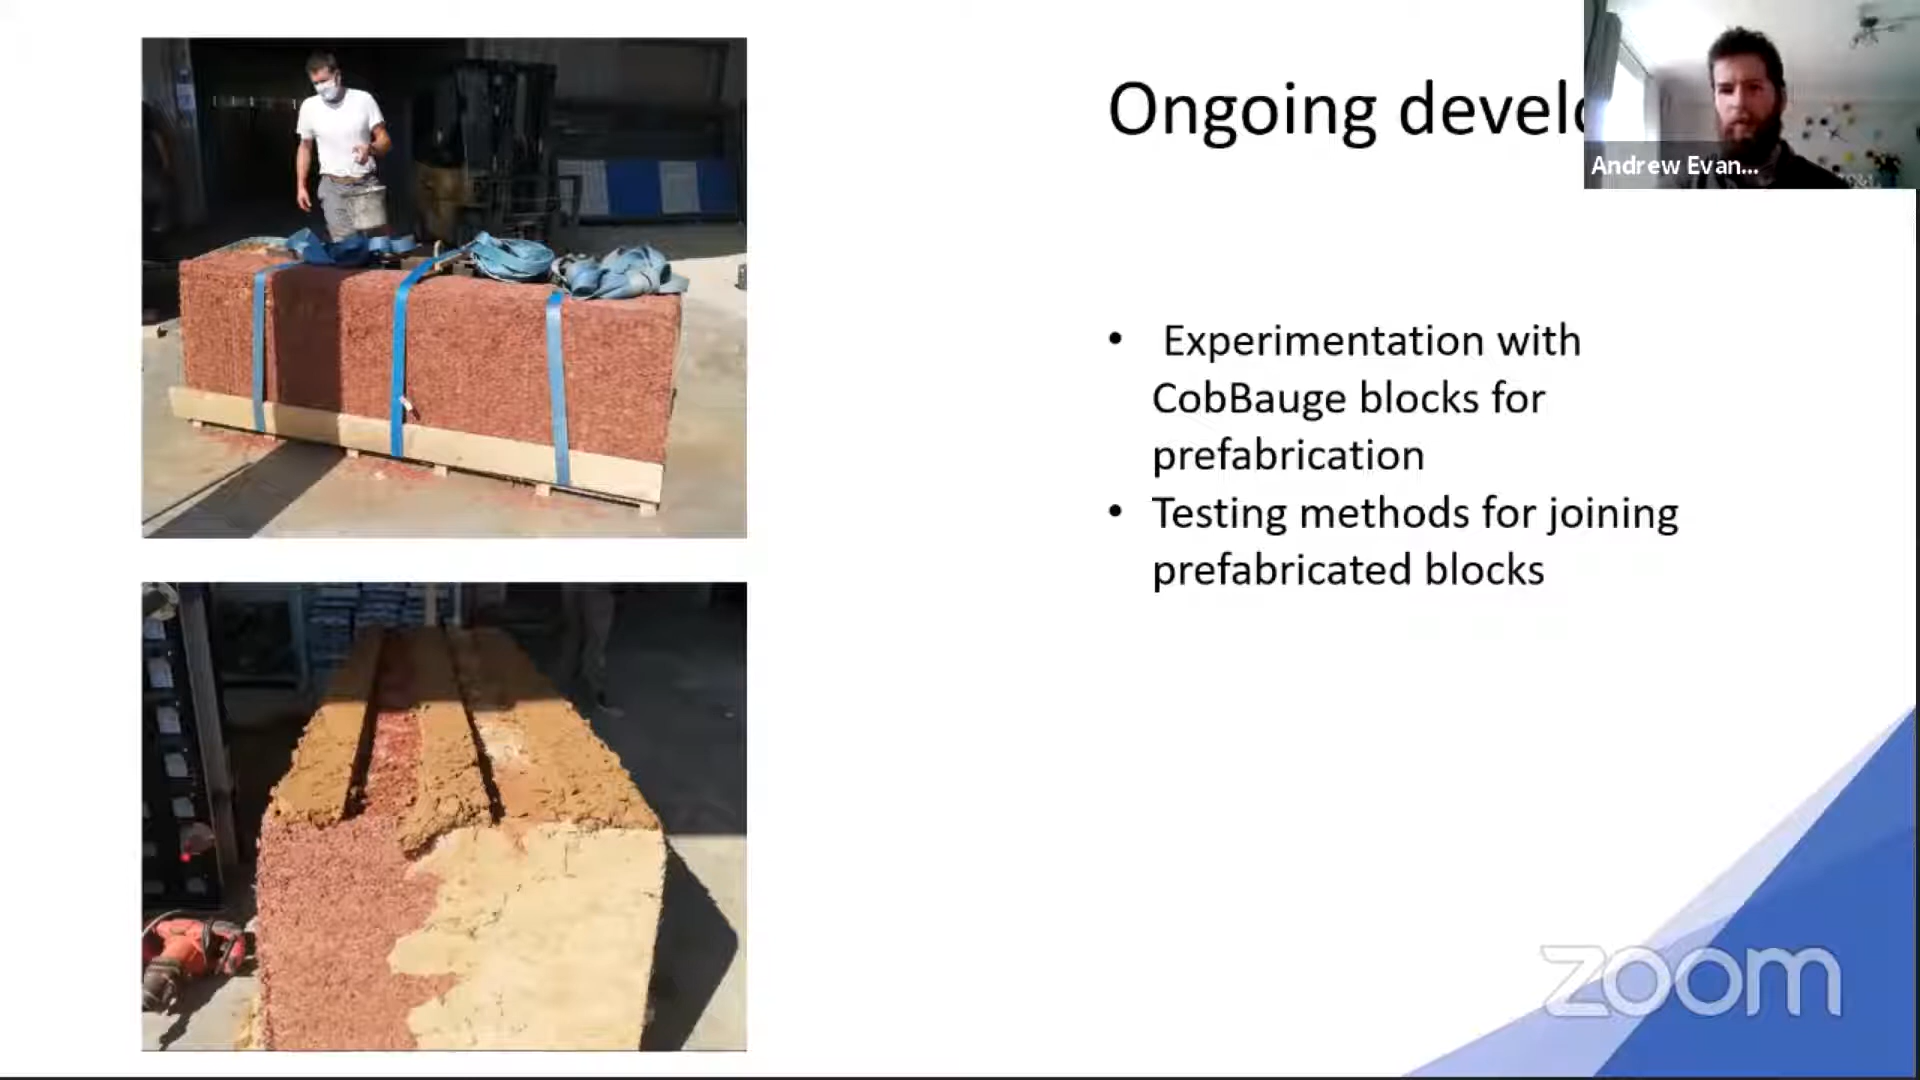 Ongoing develo
Andrew Evan...
• Experimentation with
CobBauge blocks for
prefabrication
• Testing methods for joining
prefabricated blocks
zoom